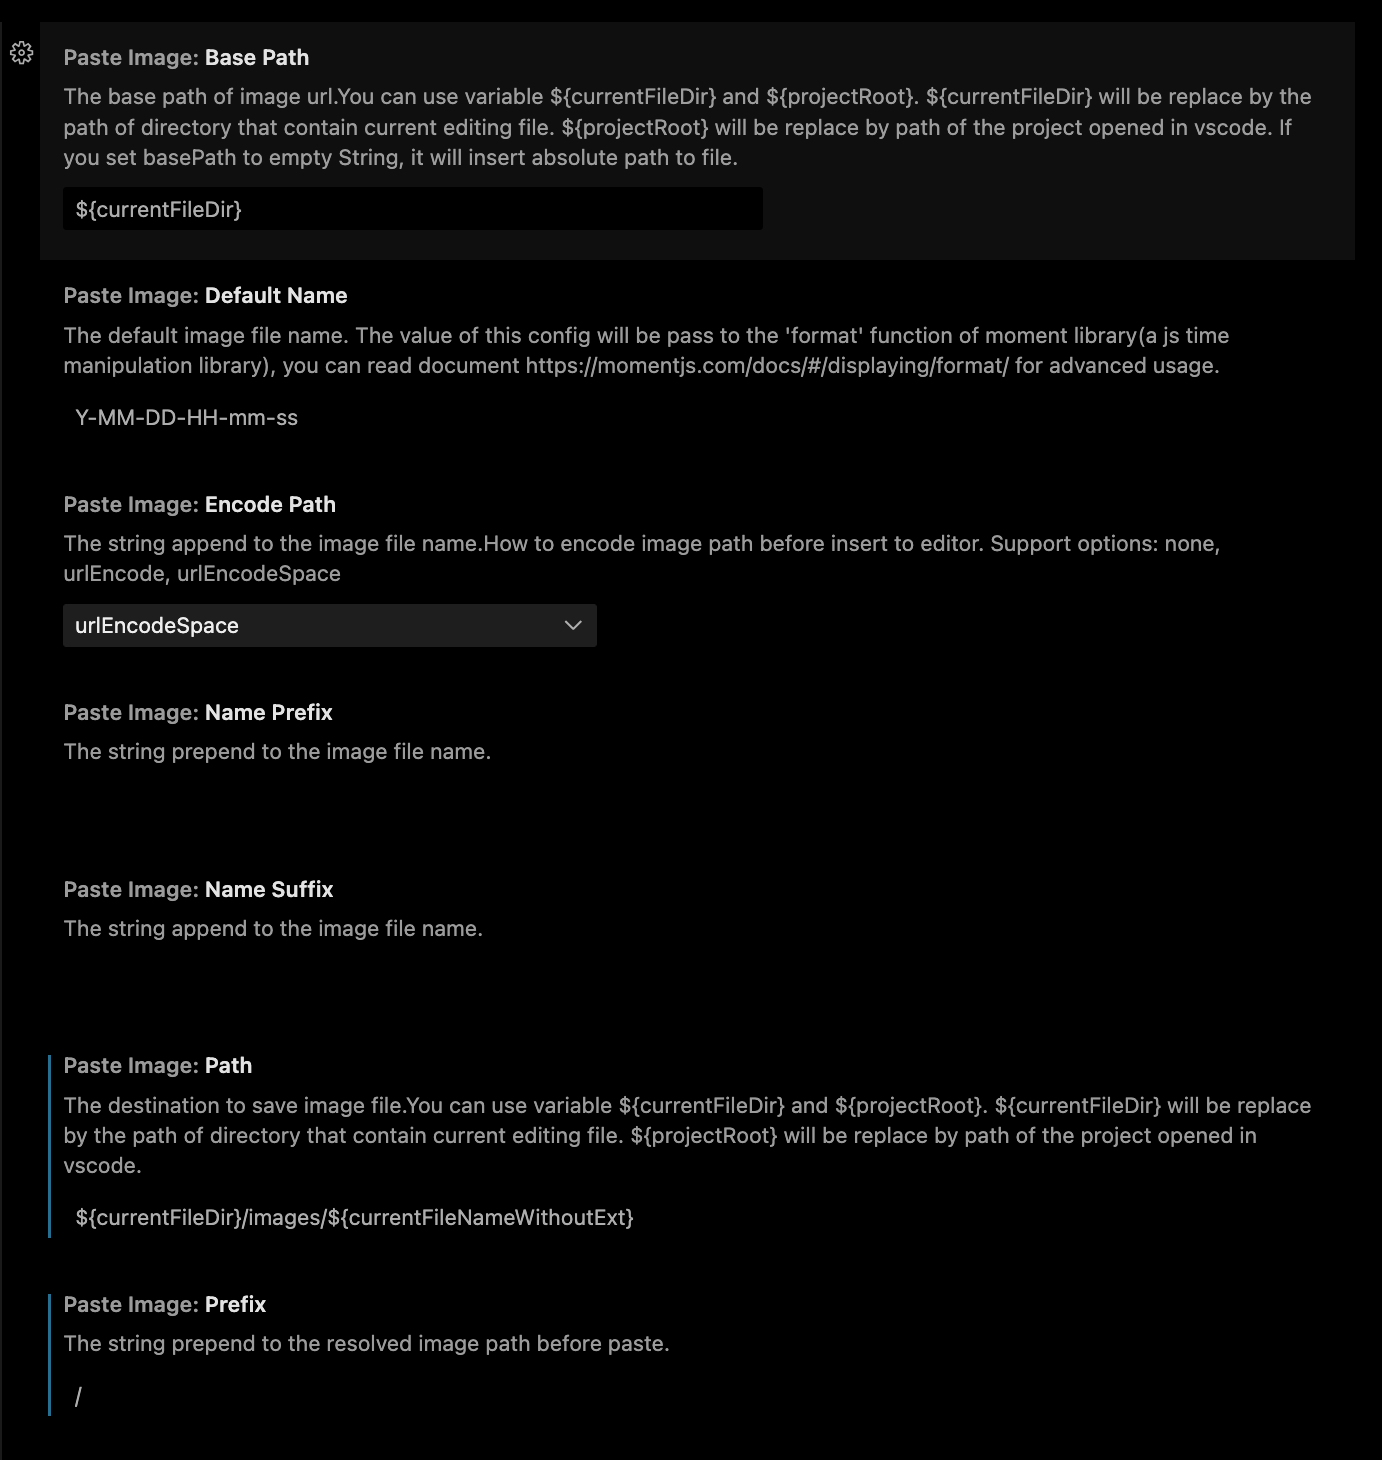 Paste Image: Base Path
The base path of image url.You can use variable ${currentFileDir} and ${projectRoot}. ${currentFileDir} will be replace by the
path of directory that contain current editing file. ${projectRoot} will be replace by path of the project opened in vscode. If
you set basePath to empty String, it will insert absolute path to file.
${currentFileDir}
Paste Image: Default Name
The default image file name. The value of this config will be pass to the 'format' function of moment library(a js time
manipulation library), you can read document https://momentjs.com/docs/#/displaying/format/ for advanced usage.
Y-MM-DD-HH-mm-ss
Paste Image: Encode Path
The string append to the image file name.How to encode image path before insert to editor. Support options: none,
urlEncode, urlEncodeSpace
urlEncodeSpace
Paste Image: Name Prefix
The string prepend to the image file name.
Paste Image: Name Suffix
The string append to the image file name.
Paste Image: Path
The destination to save image file.You can use variable ${currentFileDir} and ${projectRoot}. ${currentFileDir} will be replace
by the path of directory that contain current editing file. ${projectRoot} will be replace by path of the project opened in
vscode.
${currentFileDir}/images/${currentFileNameWithoutExt}
Paste Image: Prefix
The string prepend to the resolved image path before paste.
/